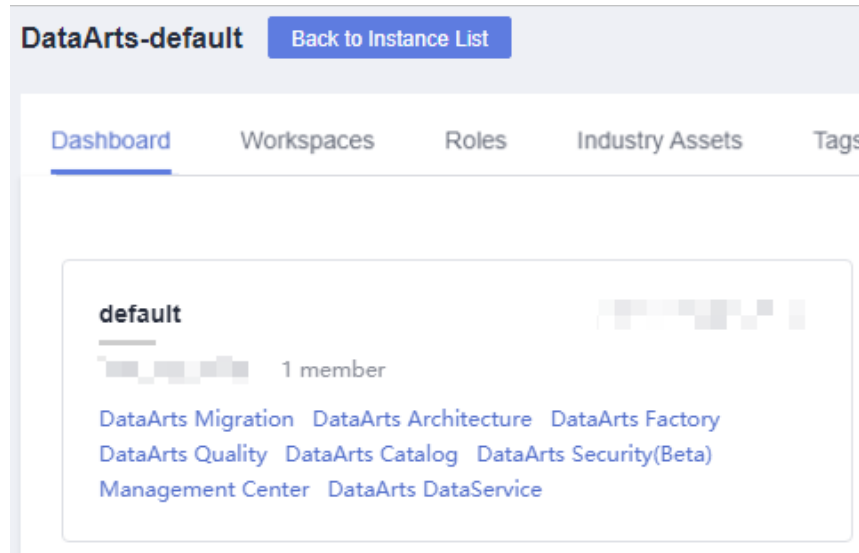 DataArts-default Back to Instance List
Dashboard Workspaces Roles Industry Assets Tags
default
1 member
DataArts Migration DataArts Architecture DataArts Factory
DataArts Quality DataArts Catalog DataArts Security(Beta)
Management Center DataArts DataService